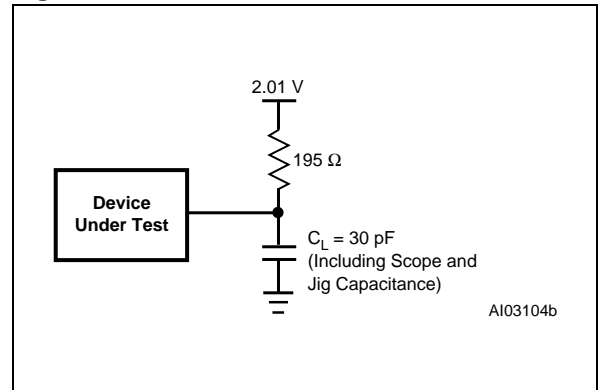 2.01 V
195 Ω
Device
Under Test
C_L = 30 pF
(Including Scope and
Jig Capacitance)
AI03104b